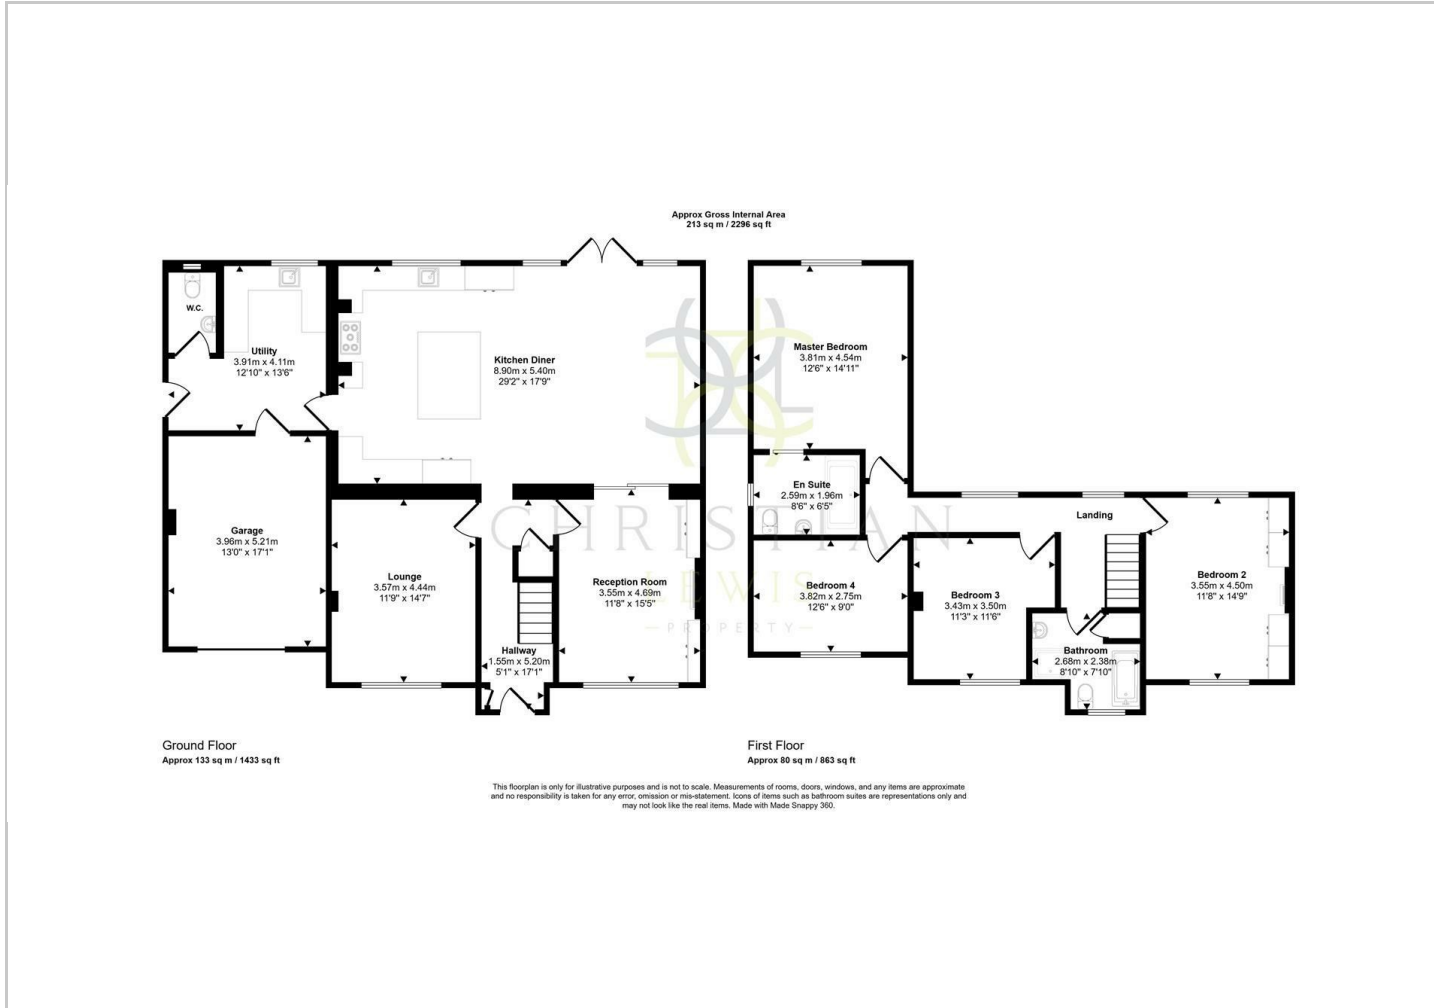 Approx Gross Internal Area
213 sq m / 2296 sq ft
W.C.
Utility
3.91m x 4.11m
12'10" x 13'6"
Kitchen Diner
8.90m x 5.40m
29'2" x 17'9"
Garage
3.96m x 5.21m
13'0" x 17'1"
Lounge
3.57m x 4.44m
11'9" x 14'7"
Reception Room
3.55m x 4.69m
11'8" x 15'5"
Hallway
1.55m x 5.20m
5'1" x 17'1"
Master Bedroom
3.81m x 4.54m
12'6" x 14'11"
En Suite
2.59m x 1.96m
8'6" x 6'5"
Landing
Bedroom 4
3.82m x 2.75m
12'6" x 9'0"
Bedroom 3
3.43m x 3.50m
11'3" x 11'6"
Bedroom 2
3.55m x 4.50m
11'8" x 14'9"
Bathroom
2.68m x 2.38m
8'10" x 7'10"
CHRISTIAN
LEWIS
PROPERTY
Ground Floor
Approx 133 sq m / 1433 sq ft
First Floor
Approx 80 sq m / 863 sq ft
This floorplan is only for illustrative purposes and is not to scale. Measurements of rooms, doors, windows, and any items are approximate
and no responsibility is taken for any error, omission or mis-statement. Icons of items such as bathroom suites are representations only and
may not look like the real items. Made with Made Snappy 360.